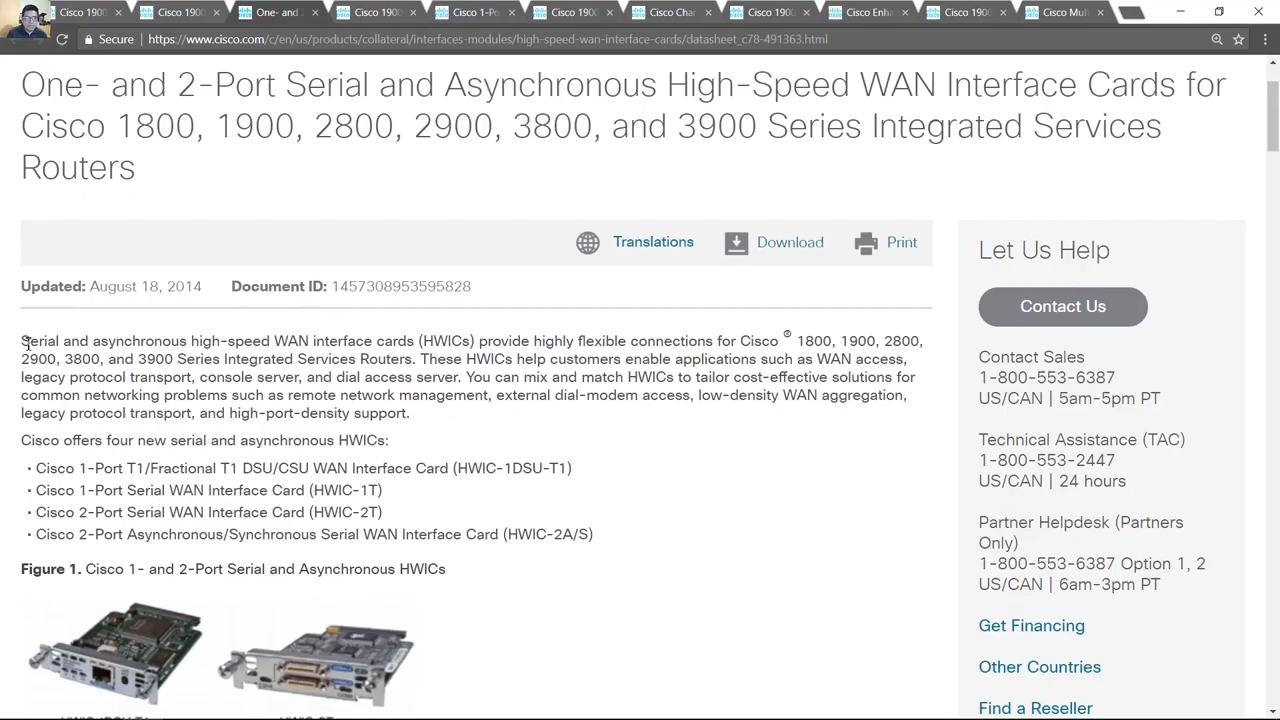 Cisco 1900
Cisco 1900
One- and
Cisco 1900
Cisco 1-Po
Cisco 1900
Cisco Cha
Cisco 1900
Cisco Enha
Cisco 1900
Cisco Mult
Secure
https://www.cisco.com/c/en/us/products/collateral/interfaces-modules/high-speed-wan-interface-cards/datasheet_c78-491363.html
One- and 2-Port Serial and Asynchronous High-Speed WAN Interface Cards for
Cisco 1800, 1900, 2800, 2900, 3800, and 3900 Series Integrated Services
Routers
Translations
Download
Print
Updated: August 18, 2014
Document ID: 1457308953595828
Serial and asynchronous high-speed WAN interface cards (HWICs) provide highly flexible connections for Cisco ® 1800, 1900, 2800,
2900, 3800, and 3900 Series Integrated Services Routers. These HWICs help customers enable applications such as WAN access,
legacy protocol transport, console server, and dial access server. You can mix and match HWICs to tailor cost-effective solutions for
common networking problems such as remote network management, external dial-modem access, low-density WAN aggregation,
legacy protocol transport, and high-port-density support.
Cisco offers four new serial and asynchronous HWICs:
• Cisco 1-Port T1/Fractional T1 DSU/CSU WAN Interface Card (HWIC-1DSU-T1)
• Cisco 1-Port Serial WAN Interface Card (HWIC-1T)
• Cisco 2-Port Serial WAN Interface Card (HWIC-2T)
• Cisco 2-Port Asynchronous/Synchronous Serial WAN Interface Card (HWIC-2A/S)
Figure 1. Cisco 1- and 2-Port Serial and Asynchronous HWICs
Let Us Help
Contact Us
Contact Sales
1-800-553-6387
US/CAN | 5am-5pm PT
Technical Assistance (TAC)
1-800-553-2447
US/CAN | 24 hours
Partner Helpdesk (Partners
Only)
1-800-553-6387 Option 1, 2
US/CAN | 6am-3pm PT
Get Financing
Other Countries
Find a Reseller